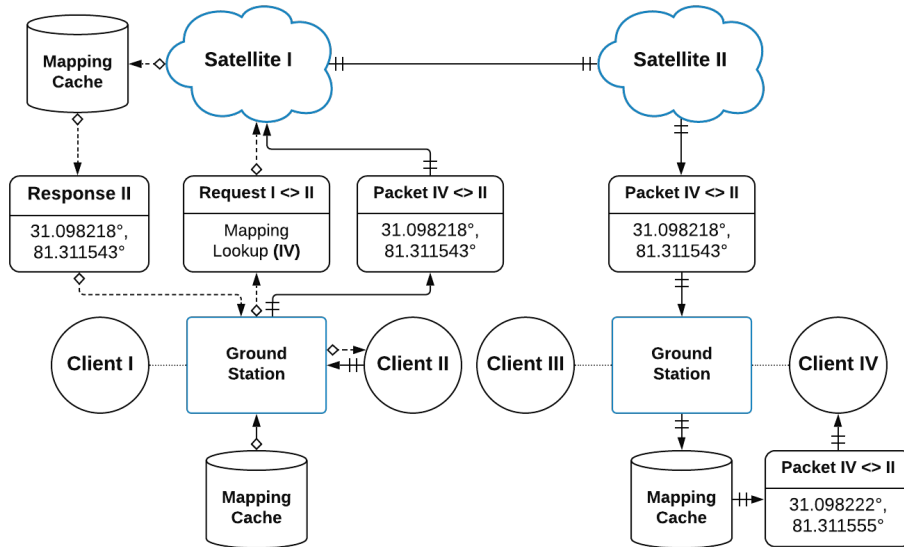 Satellite I
Satellite II
Mapping
Cache
Response II
31.098218°,
81.311543°
Request I <> II
Mapping
Lookup (IV)
Packet IV <> II
31.098218°,
81.311543°
Packet IV <> II
31.098218°,
81.311543°
Client I
Ground
Station
Client II
Client III
Ground
Station
Client IV
Mapping
Cache
Mapping
Cache
Packet IV <> II
31.098222°,
81.311555°